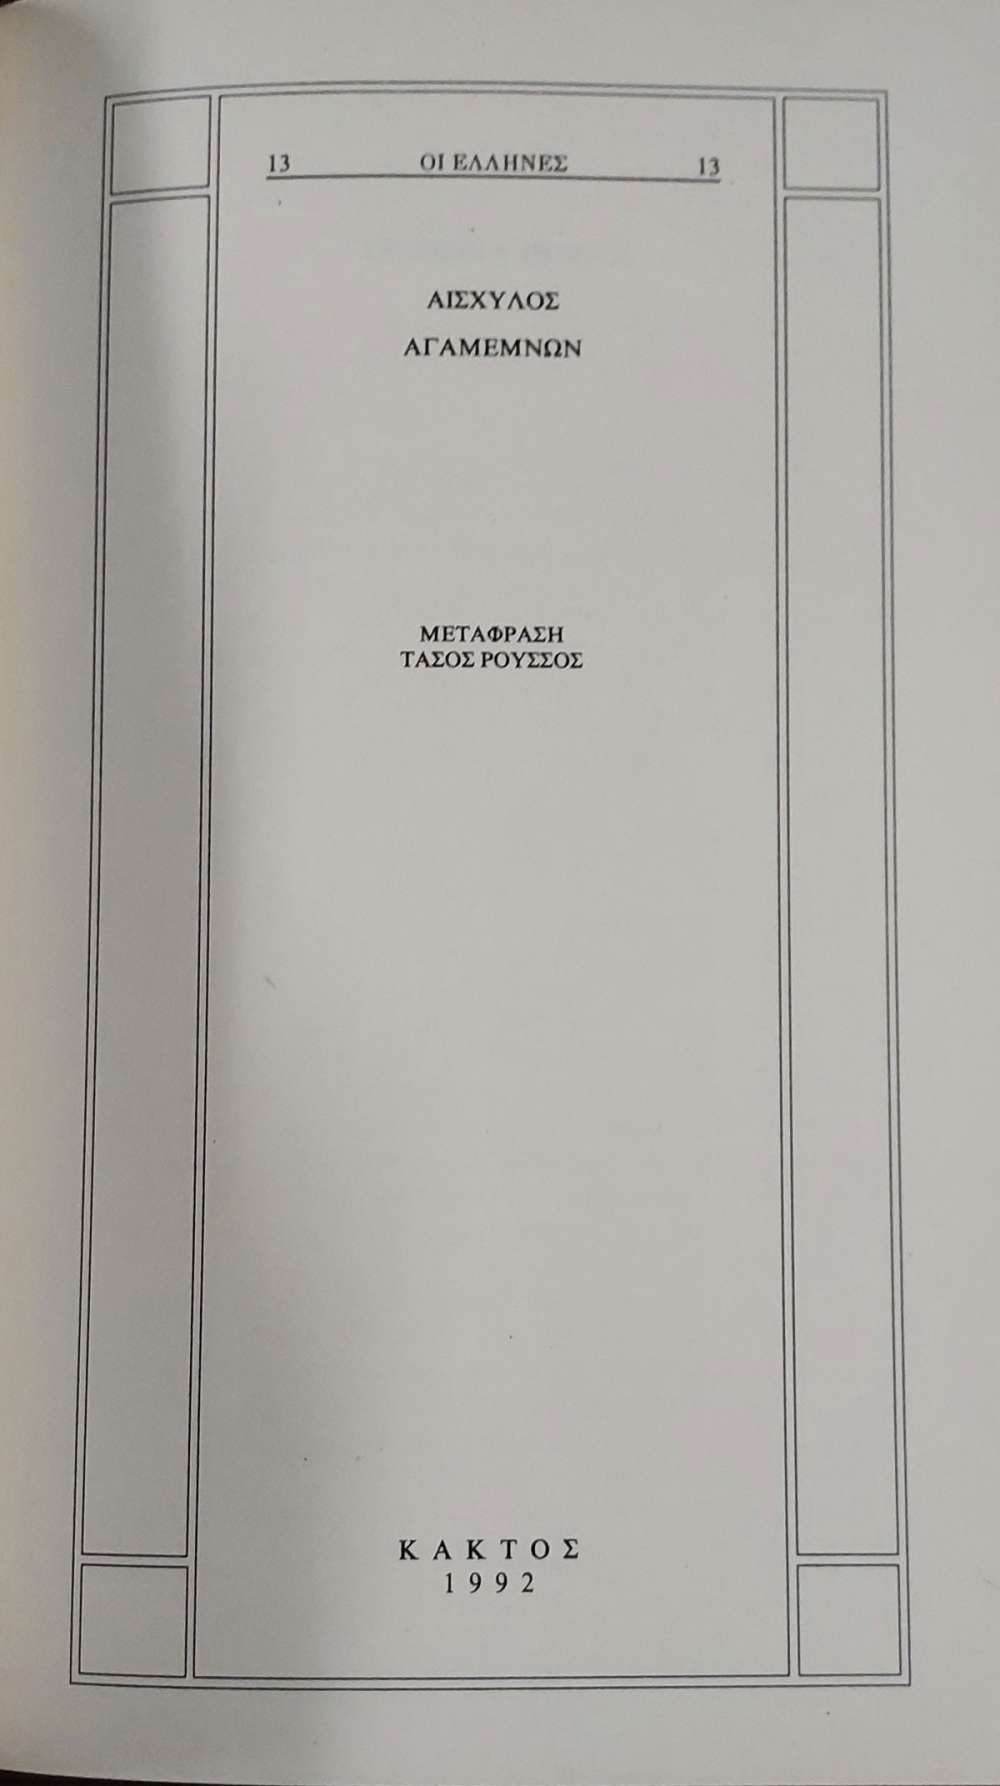 13 ΟΙ ΕΛΛΗΝΕΣ 13
ΑΙΣΧΥΛΟΣ
ΑΓΑΜΕΜΝΩΝ
ΜΕΤΑΦΡΑΣΗ
ΤΑΣΟΣ ΡΟΥΣΣΟΣ
ΚΑΚΤΟΣ
1992